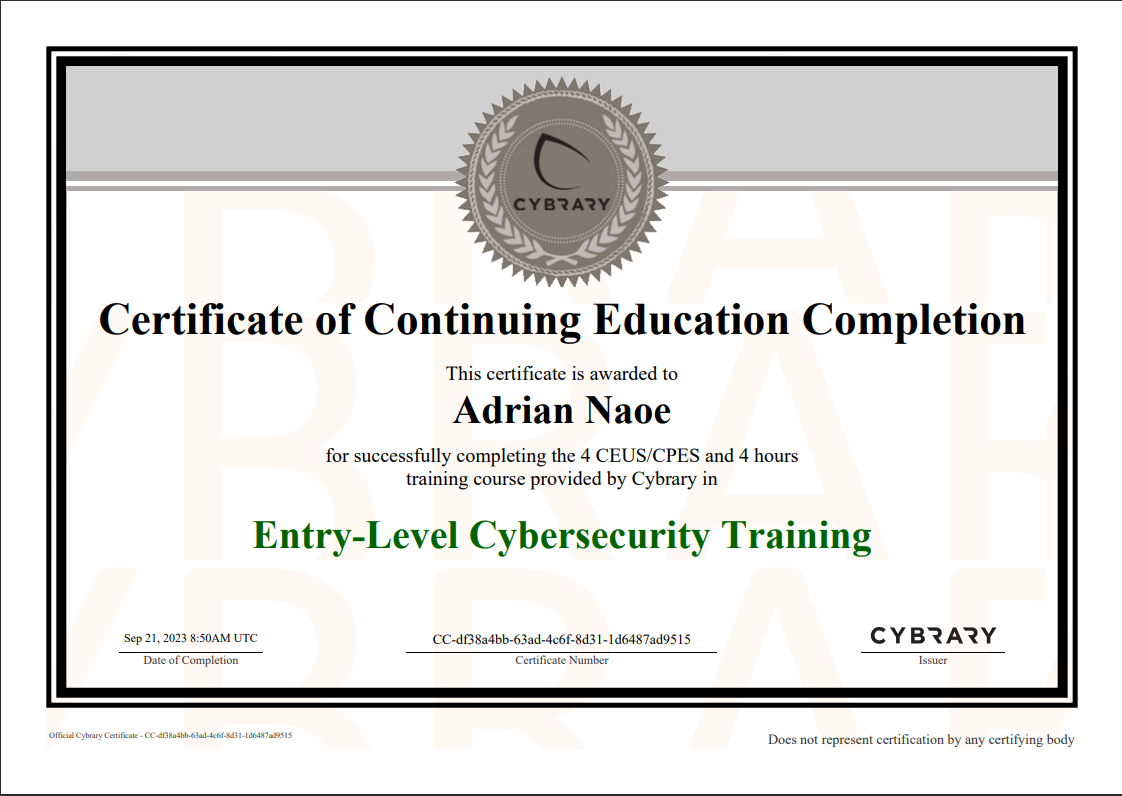 CYBRARY
Certificate of Continuing Education Completion
This certificate is awarded to
Adrian Naoe
for successfully completing the 4 CEUS/CPES and 4 hours
training course provided by Cybrary in
Entry-Level Cybersecurity Training
Sep 21, 2023 8:50AM UTC
Date of Completion
CC-df38a4bb-63ad-4c6f-8d31-1d6487ad9515
Certificate Number
CYBRARY
Issuer
Official Cybrary Certificate - CC-df38a4bb-63ad-4c6f-8d31-1d6487ad9515
Does not represent certification by any certifying body